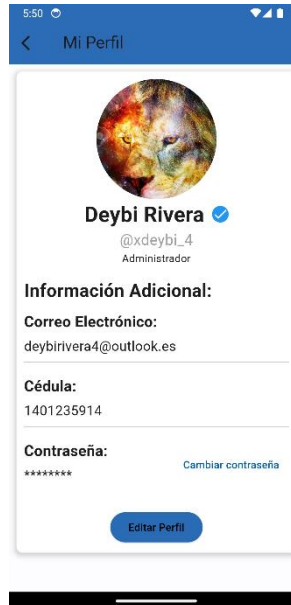 5:50
Mi Perfil
Deybi Rivera
@xdeybi_4
Administrador
Información Adicional:
Correo Electrónico:
deybirivera4@outlook.es
Cédula:
1401235914
Contraseña:
********
Cambiar contraseña
Editar Perfil